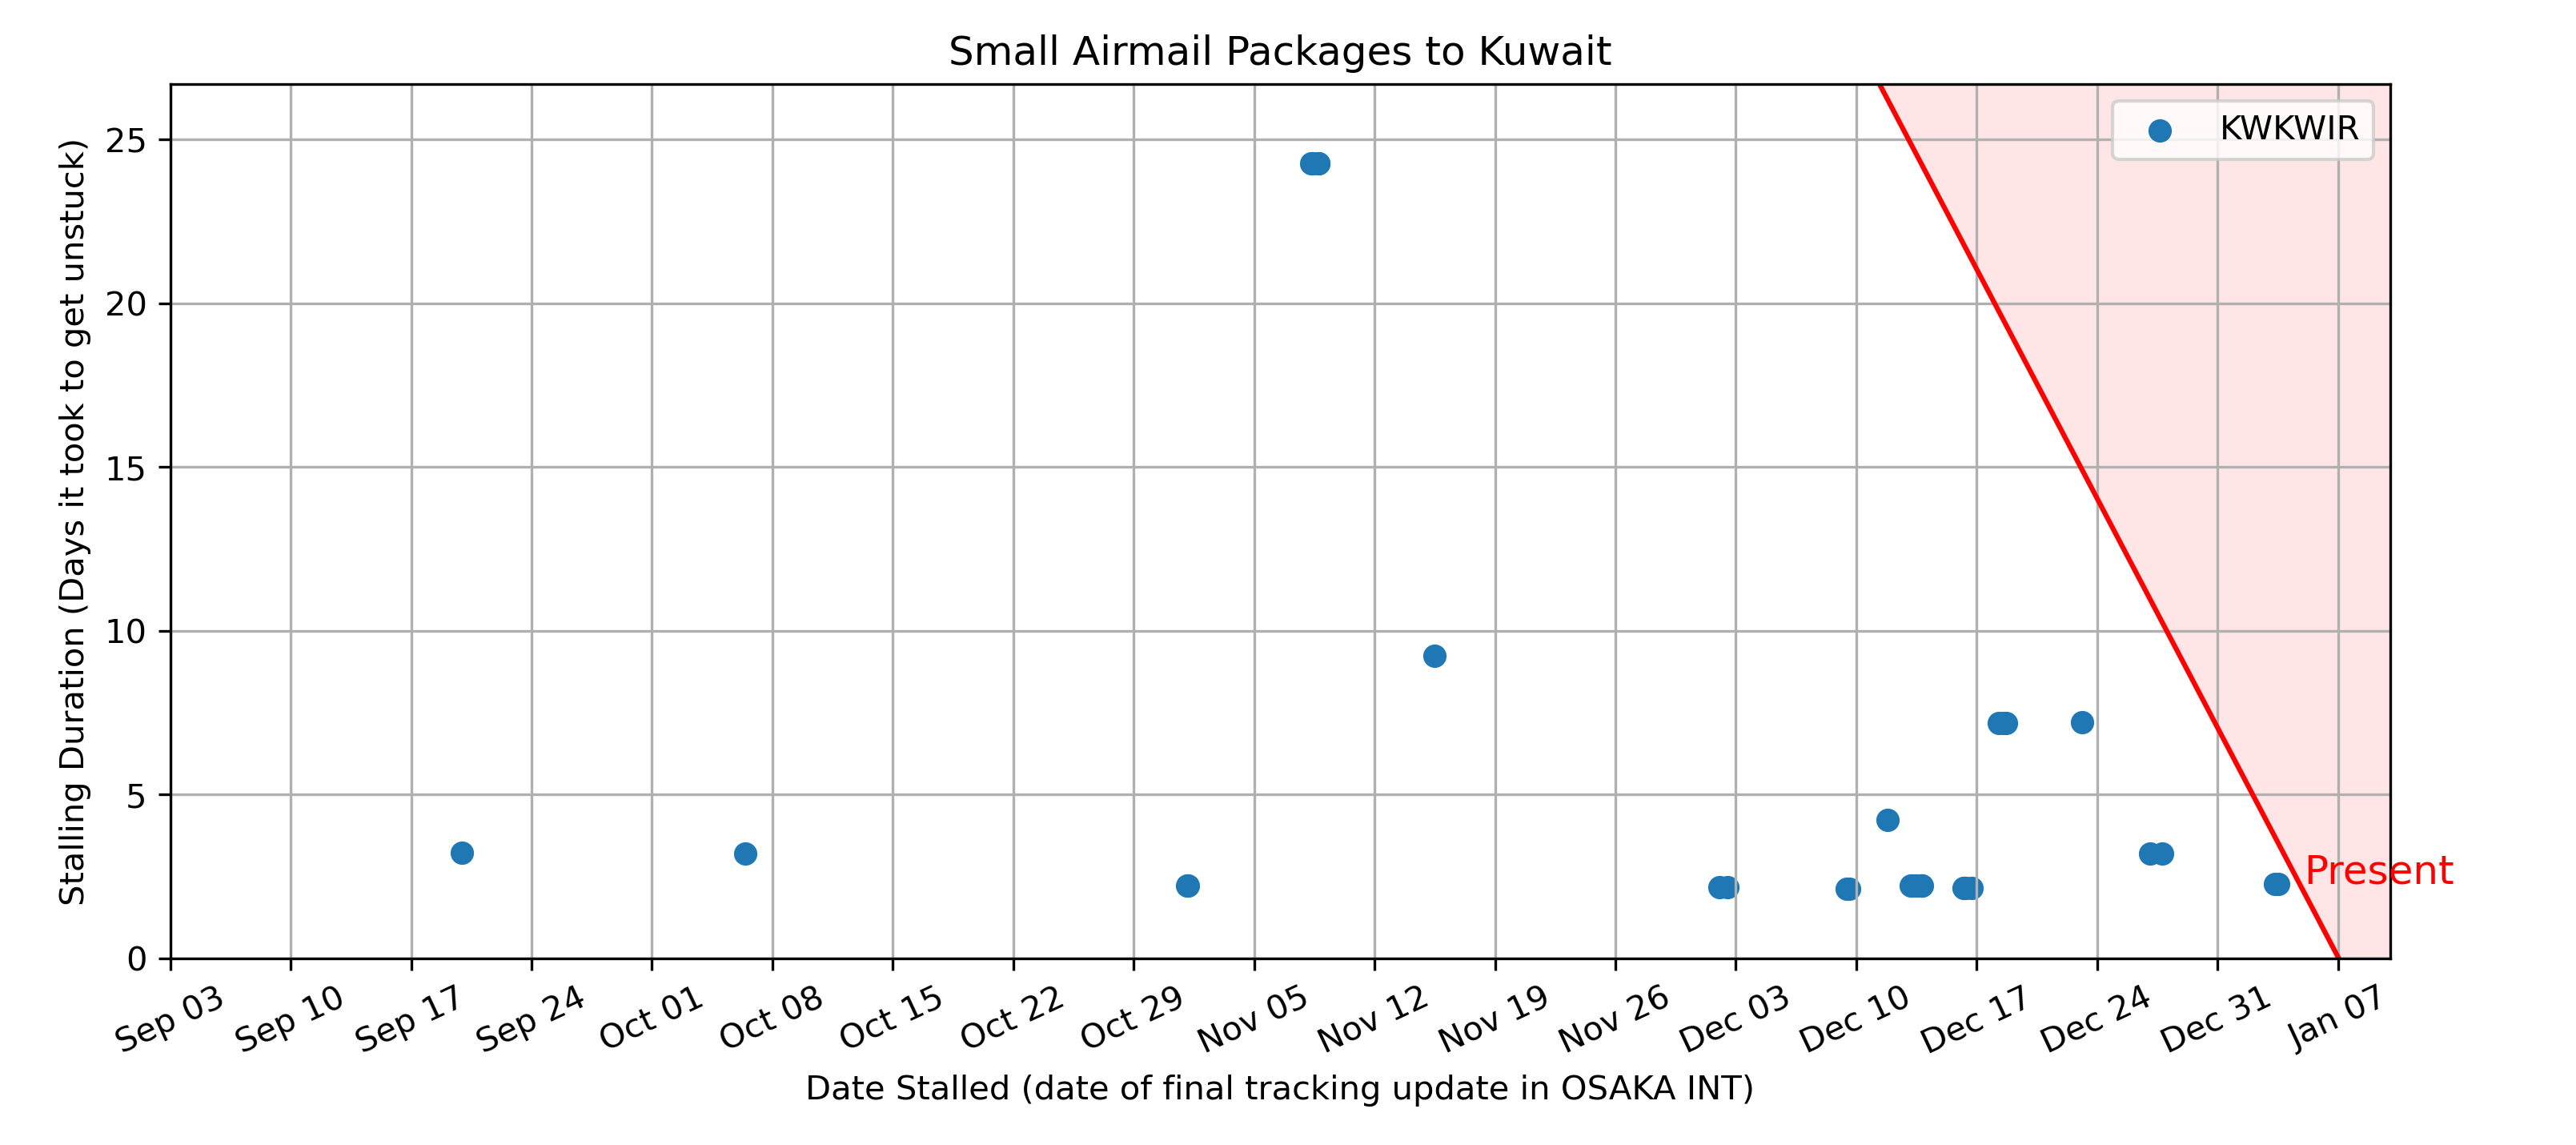 Small Airmail Packages to Kuwait
KWKWIR
Stalling Duration (Days it took to get unstuck)
25
20
15
10
5
0
Present
Sep 03
Sep 10
Sep 17
Sep 24
Oct 01
Oct 08
Oct 15
Oct 22
Oct 29
Nov 05
Nov 12
Nov 19
Nov 26
Dec 03
Dec 10
Dec 17
Dec 24
Dec 31
Jan 07
Date Stalled (date of final tracking update in OSAKA INT)